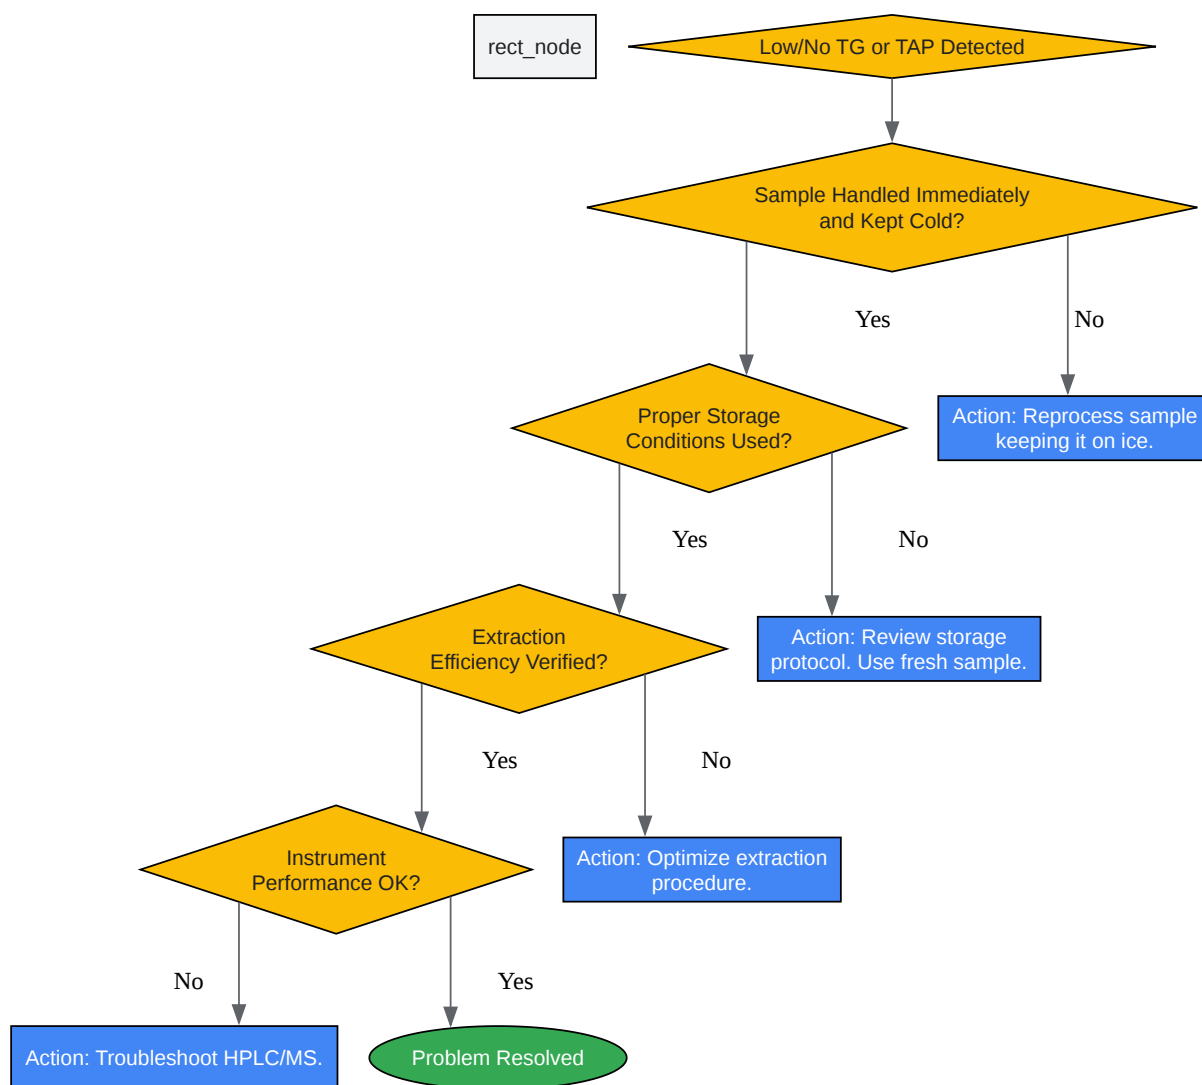 rect_node
Low/No TG or TAP Detected
Sample Handled Immediately
and Kept Cold?
Yes
No
Proper Storage
Conditions Used?
Action: Reprocess sample
keeping it on ice.
Yes
No
Extraction
Efficiency Verified?
Action: Review storage
protocol. Use fresh sample.
Yes
No
Instrument
Performance OK?
Action: Optimize extraction
procedure.
No
Yes
Action: Troubleshoot HPLC/MS.
Problem Resolved